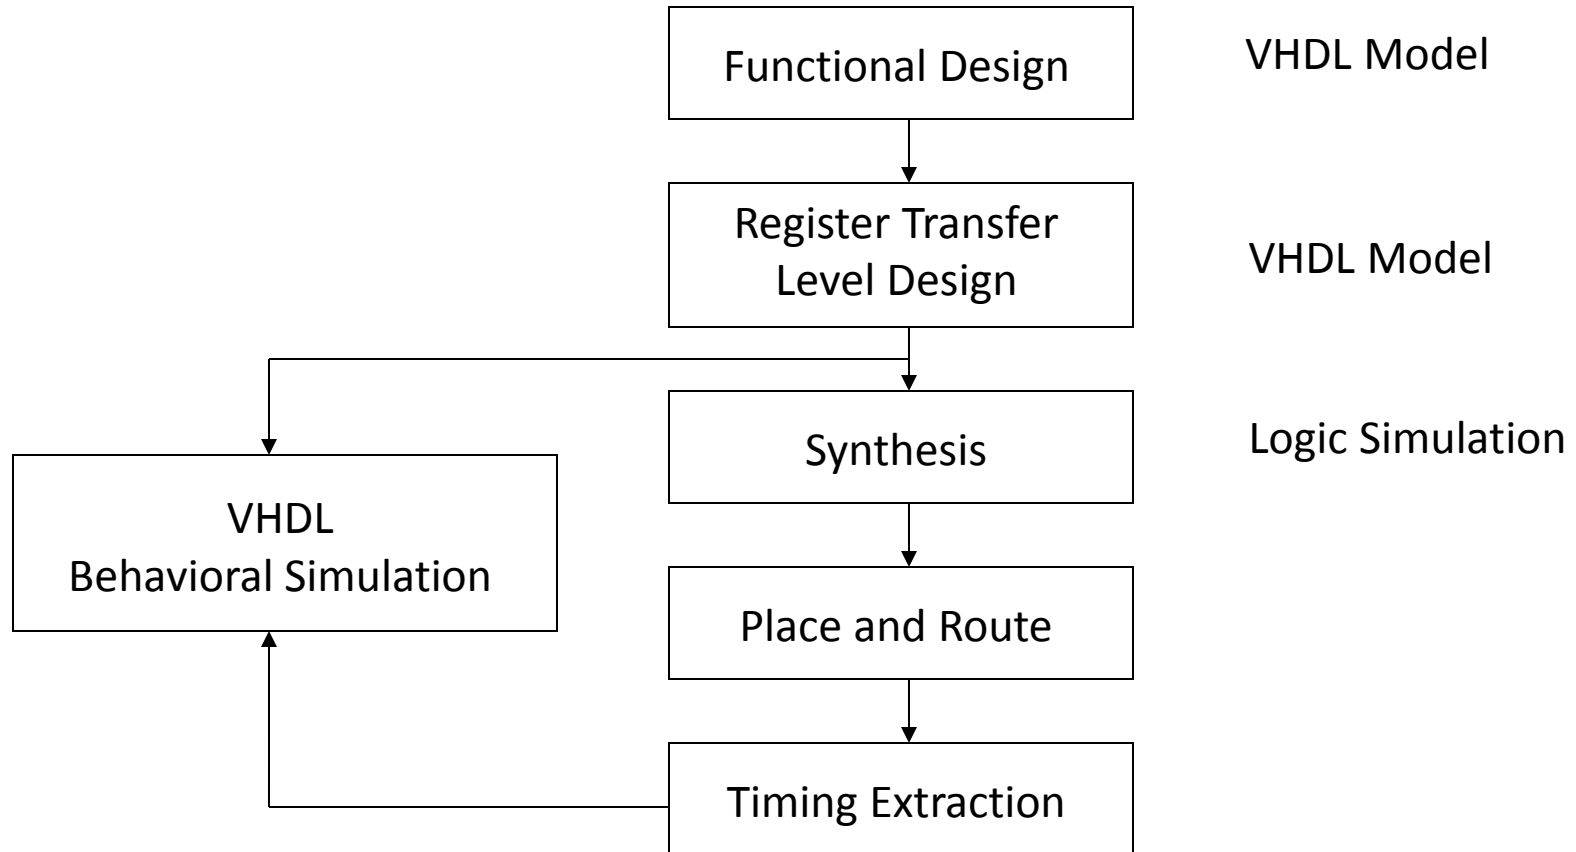 Functional Design
VHDL Model
Register Transfer
Level Design
VHDL Model
Synthesis
Logic Simulation
VHDL
Behavioral Simulation
Place and Route
Timing Extraction